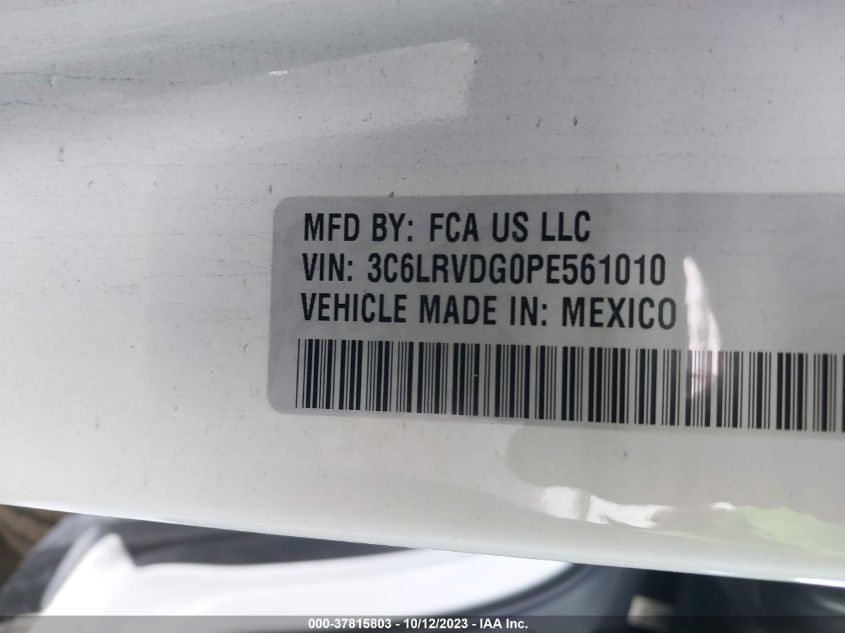 MFD BY: FCA US LLC
VIN: 3C6LRVDG0PE561010
VEHICLE MADE IN: MEXICO
000-37815803 - 10/12/2023 - IAA Inc.